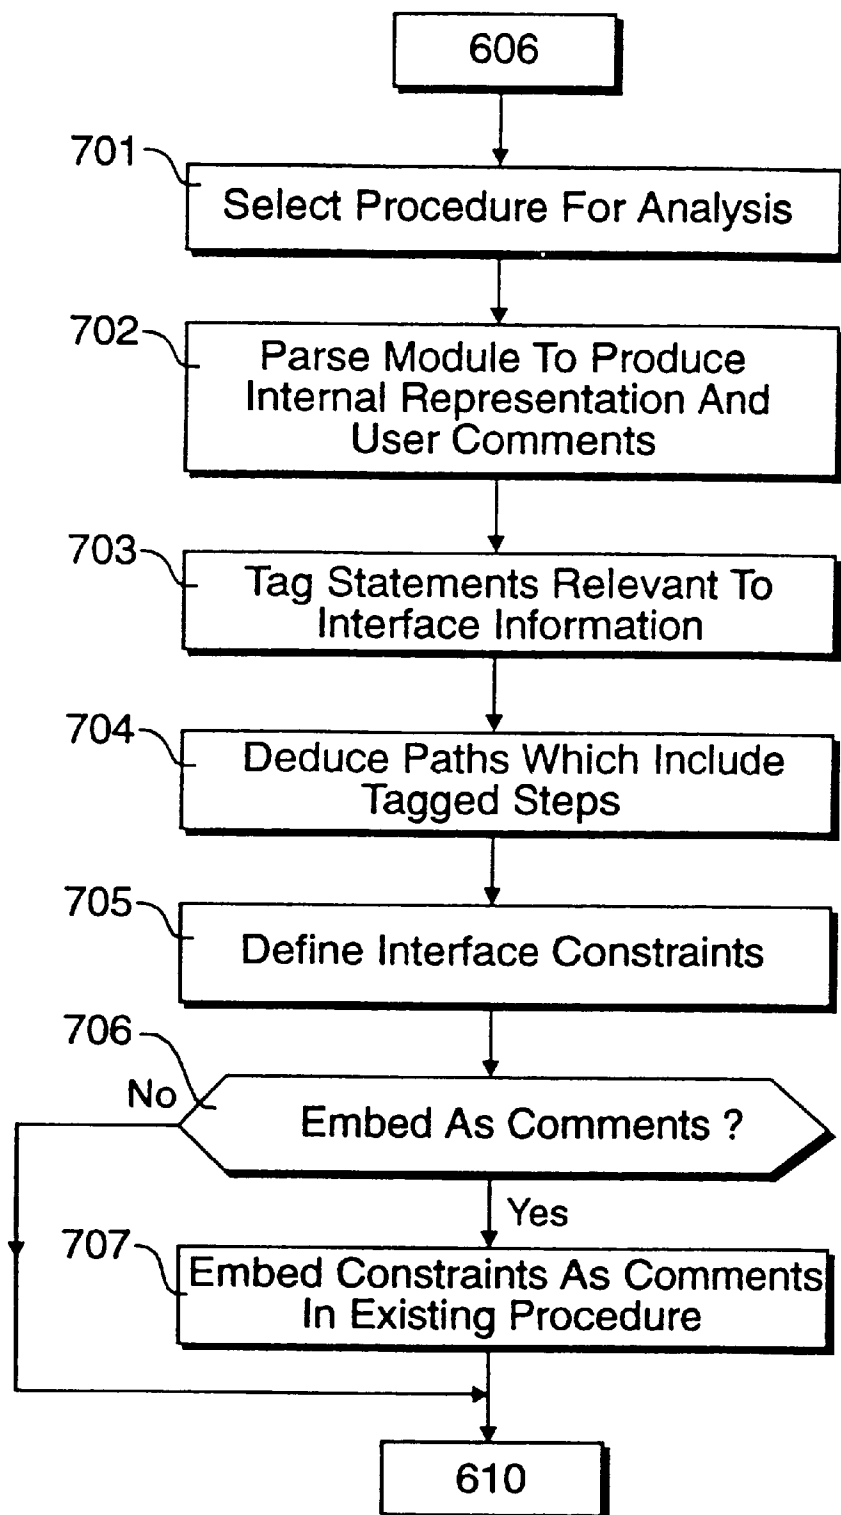 606
701
Select Procedure For Analysis
702
Parse Module To Produce
Internal Representation And
User Comments
703
Tag Statements Relevant To
Interface Information
704
Deduce Paths Which Include
Tagged Steps
705
Define Interface Constraints
706
No
Embed As Comments ?
Yes
707
Embed Constraints As Comments
In Existing Procedure
610